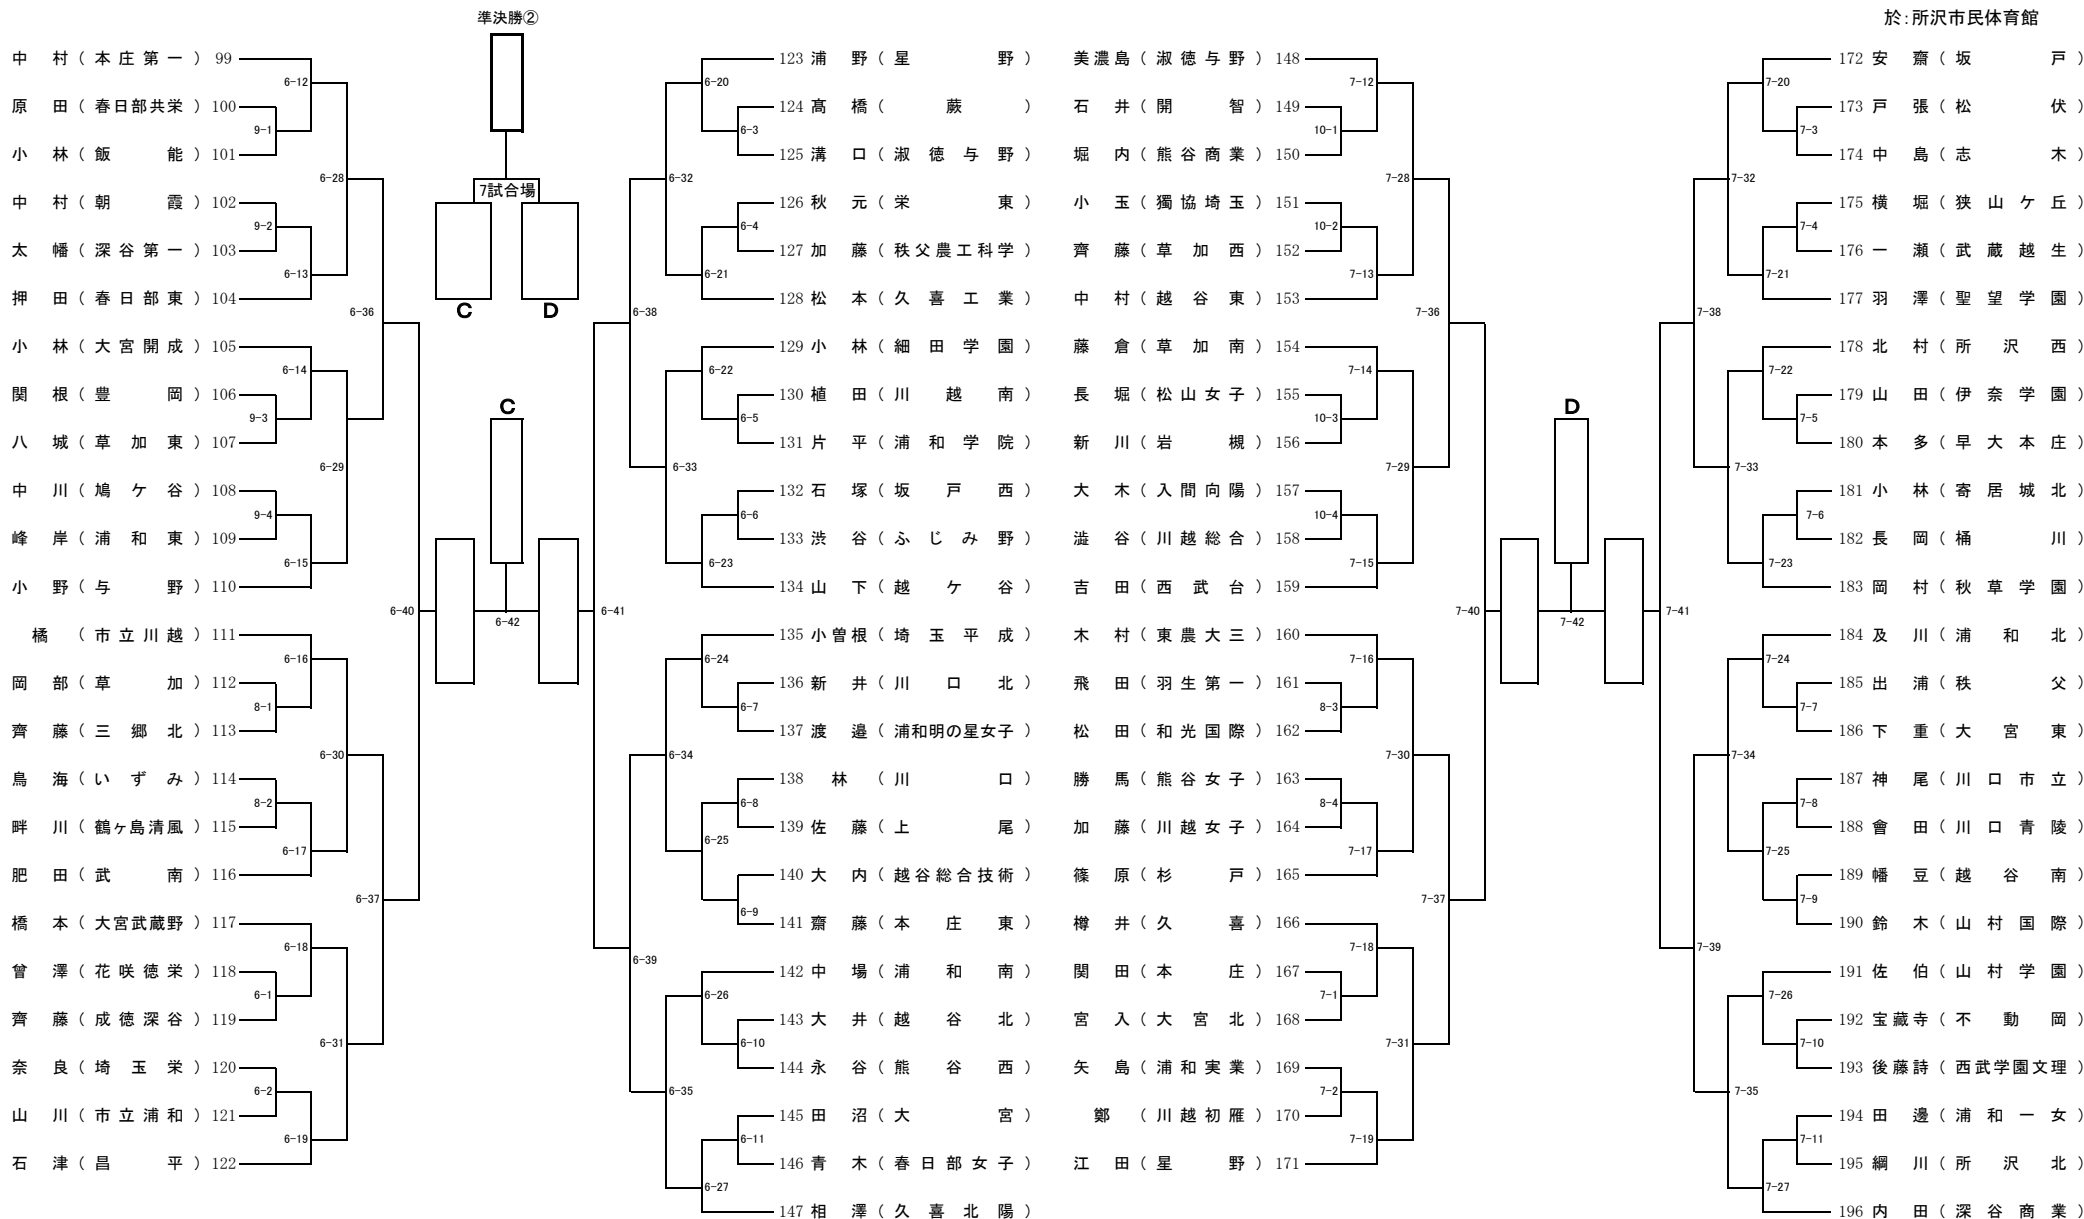 準決勝②
於：所沢市民体育館
7試合場
C
D
中村（本庄第一）99
原田（春日部共栄）100
小林（飯能）101
中村（朝霞）102
太幡（深谷第一）103
押田（春日部東）104
小林（大宮開成）105
関根（豊岡）106
八城（草加東）107
中川（鳩ケ谷）108
峰岸（浦和東）109
小野（与野）110
橘（市立川越）111
岡部（草加）112
齊藤（三郷北）113
鳥海（いずみ）114
畔川（鶴ヶ島清風）115
肥田（武南）116
橋本（大宮武蔵野）117
曾澤（花咲徳栄）118
齊藤（成徳深谷）119
奈良（埼玉栄）120
山川（市立浦和）121
石津（昌平）122
6-12
9-1
6-28
9-2
6-13
6-36
6-14
9-3
6-29
9-4
6-15
6-40
6-16
8-1
6-30
8-2
6-17
6-37
6-18
6-1
6-31
6-2
6-19
C
6-42
6-41
123 浦野（星野）
124 髙橋（蕨）
125 溝口（淑徳与野）
126 秋元（栄東）
127 加藤（秩父農工科学）
128 松本（久喜工業）
129 小林（細田学園）
130 植田（川越南）
131 片平（浦和学院）
132 石塚（坂戸西）
133 渋谷（ふじみ野）
134 山下（越ケ谷）
135 小曽根（埼玉平成）
136 新井（川口北）
137 渡邉（浦和明の星女子）
138 林（川口）
139 佐藤（上尾）
140 大内（越谷総合技術）
141 齋藤（本庄東）
142 中場（浦和南）
143 大井（越谷北）
144 永谷（熊谷西）
145 田沼（大宮）
146 青木（春日部女子）
147 相澤（久喜北陽）
6-20
6-3
6-32
6-4
6-21
6-38
6-22
6-5
6-33
6-6
6-23
6-24
6-7
6-34
6-8
6-25
6-9
6-39
6-26
6-10
6-35
6-11
6-27
美濃島（淑徳与野）148
石井（開智）149
堀内（熊谷商業）150
小玉（獨協埼玉）151
齊藤（草加西）152
中村（越谷東）153
藤倉（草加南）154
長堀（松山女子）155
新川（岩槻）156
大木（入間向陽）157
澁谷（川越総合）158
吉田（西武台）159
木村（東農大三）160
飛田（羽生第一）161
松田（和光国際）162
勝馬（熊谷女子）163
加藤（川越女子）164
篠原（杉戸）165
樽井（久喜）166
関田（本庄）167
宮入（大宮北）168
矢島（浦和実業）169
鄭（川越初雁）170
江田（星野）171
7-12
10-1
7-28
10-2
7-13
7-36
7-14
10-3
7-29
10-4
7-15
7-40
7-16
8-3
7-30
8-4
7-17
7-37
7-18
7-1
7-31
7-2
7-19
D
7-42
7-41
172 安齋（坂戸）
173 戸張（松伏）
174 中島（志木）
175 横堀（狭山ケ丘）
176 一瀬（武蔵越生）
177 羽澤（聖望学園）
178 北村（所沢西）
179 山田（伊奈学園）
180 本多（早大本庄）
181 小林（寄居城北）
182 長岡（桶川）
183 岡村（秋草学園）
184 及川（浦和北）
185 出浦（秩父）
186 下重（大宮東）
187 神尾（川口市立）
188 會田（川口青陵）
189 幡豆（越谷南）
190 鈴木（山村国際）
191 佐伯（山村学園）
192 宝蔵寺（不動岡）
193 後藤詩（西武学園文理）
194 田邊（浦和一女）
195 綱川（所沢北）
196 内田（深谷商業）
7-20
7-3
7-32
7-4
7-21
7-38
7-22
7-5
7-33
7-6
7-23
7-24
7-7
7-34
7-8
7-25
7-9
7-39
7-26
7-10
7-35
7-11
7-27